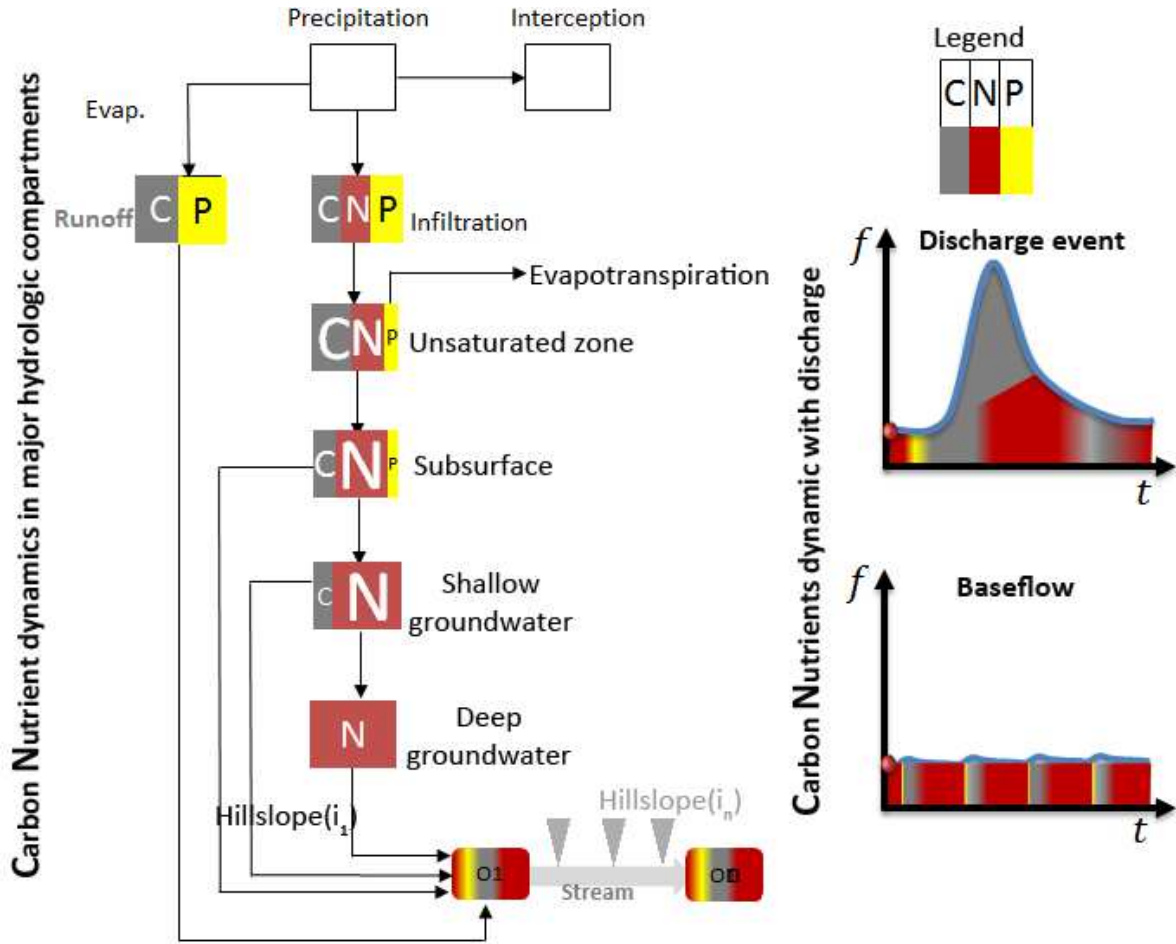 Carbon Nutrient dynamics in major hydrologic compartments
Precipitation
Interception
Evap.
Runoff
C P
C N P
Infiltration
Evapotranspiration
C N P
Unsaturated zone
C N P
Subsurface
C N
Shallow
groundwater
N
Deep
groundwater
Hillslope(i₁)
Hillslope(iₙ)
O1
Stream
Legend
C N P
Carbon Nutrients dynamic with discharge
f
Discharge event
t
f
Baseflow
t